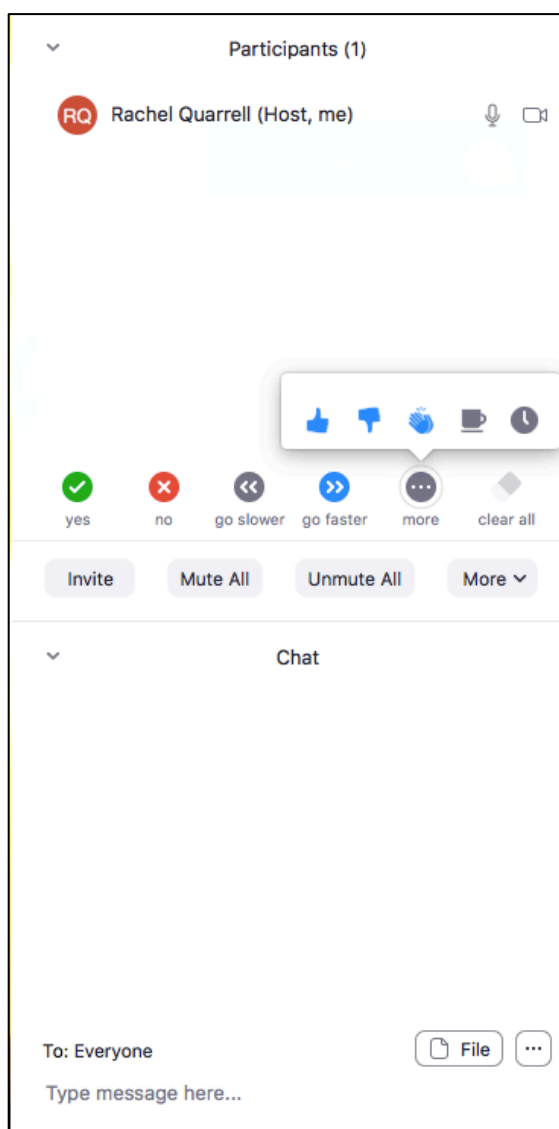 Participants (1)
RQ Rachel Quarrell (Host, me)
yes no go slower go faster more clear all
Invite Mute All Unmute All More
Chat
To: Everyone File ...
Type message here...